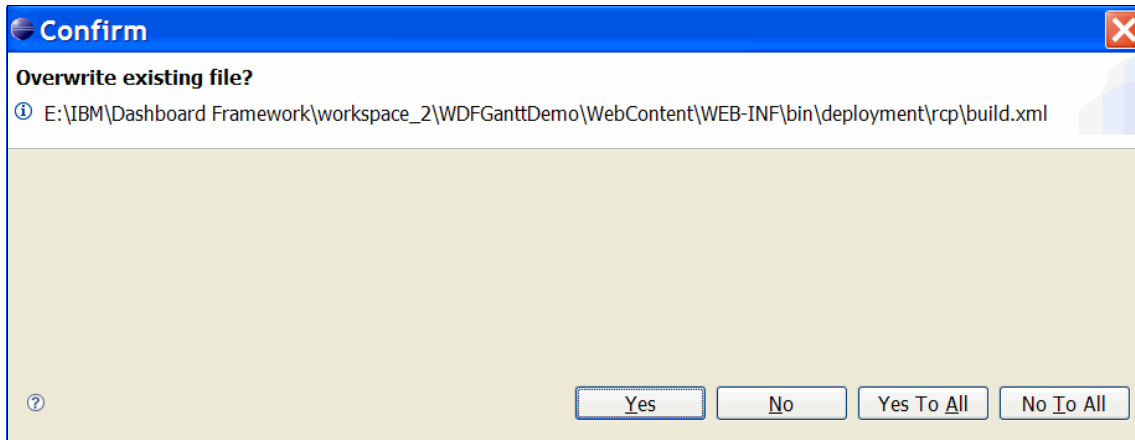 Confirm
Overwrite existing file?
E:\IBM\Dashboard Framework\workspace_2\WDFGanttDemo\WebContent\WEB-INF\bin\deployment\rcp\build.xml
Yes
No
Yes To All
No To All